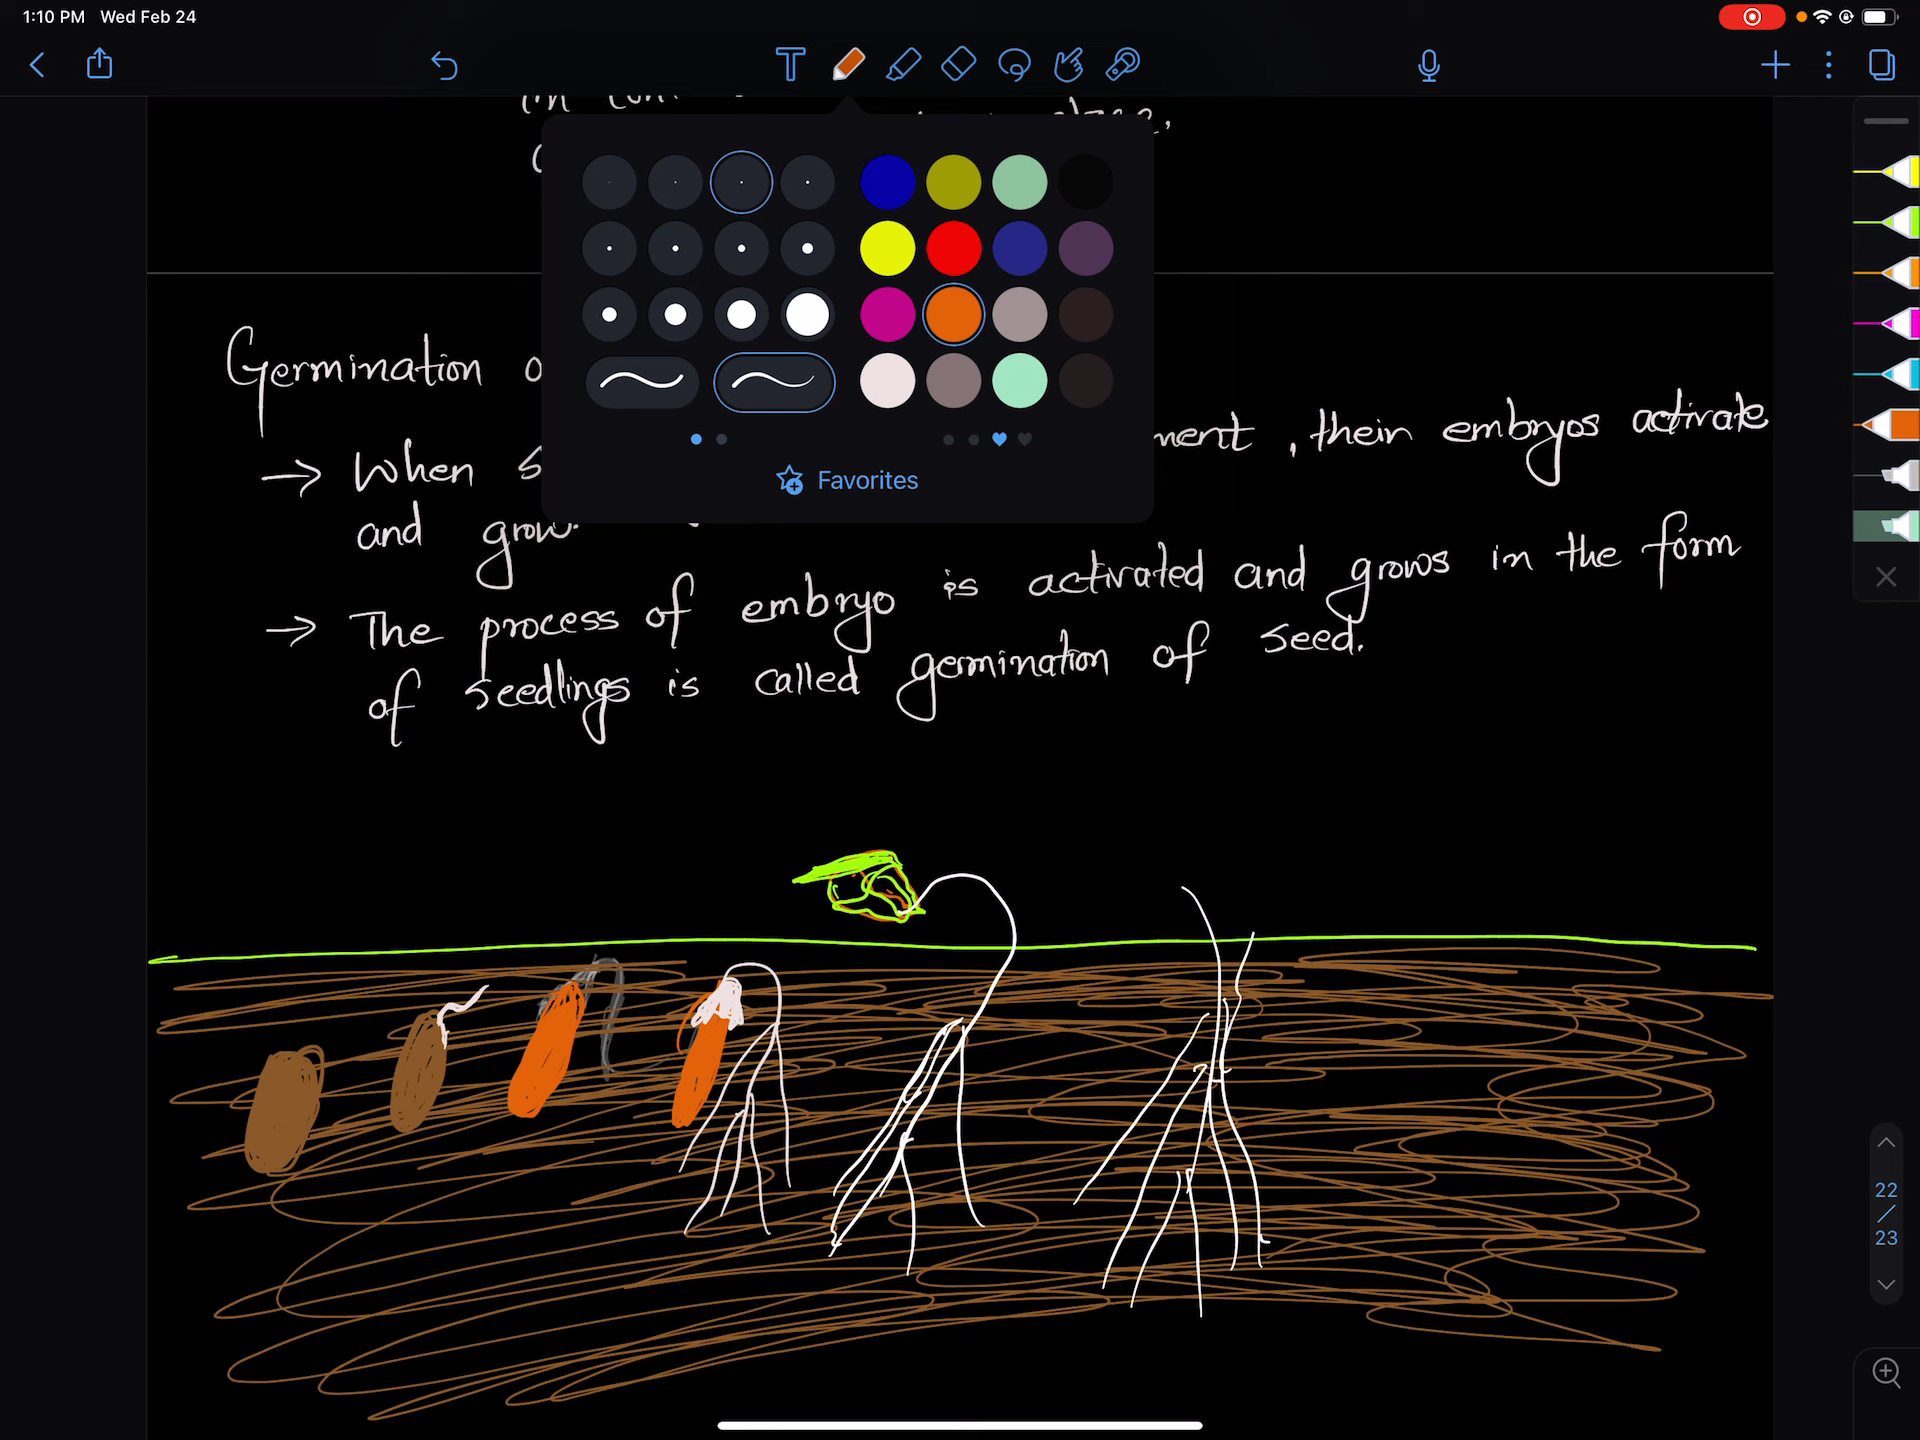 1:10 PM Wed Feb 24
Germination
When
ment, their embryos activate
and grow.
→ The process of embryo is activated and grows in the form
of seedlings is called germination of seed.
Favorites
22
/
23